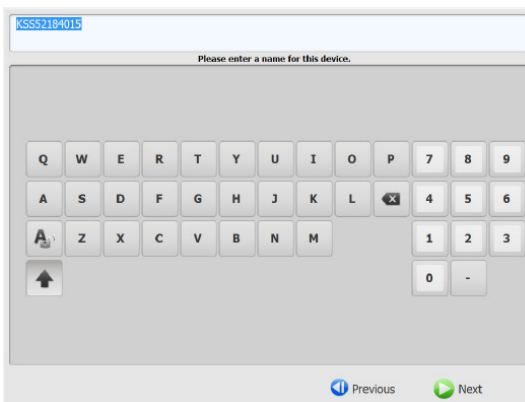 KSS52184015
Please enter a name for this device.
Q W E R T Y U I O P 7 8 9
A S D F G H J K L 4 5 6
A Z X C V B N M 1 2 3
0 -
Previous Next